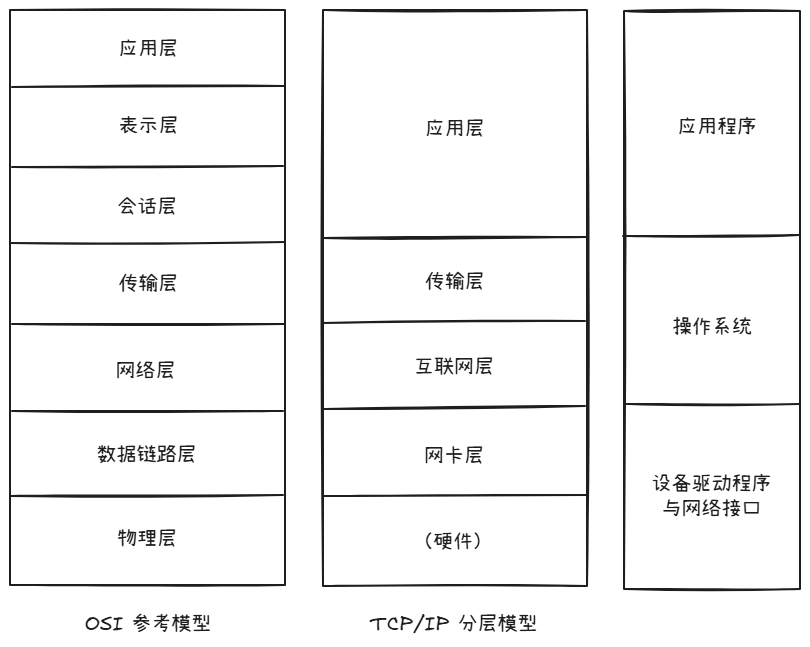 应用层
表示层
会话层
传输层
网络层
数据链路层
物理层
OSI 参考模型
应用层
传输层
互联网层
网卡层
(硬件)
TCP/IP 分层模型
应用程序
操作系统
设备驱动程序
与网络接口